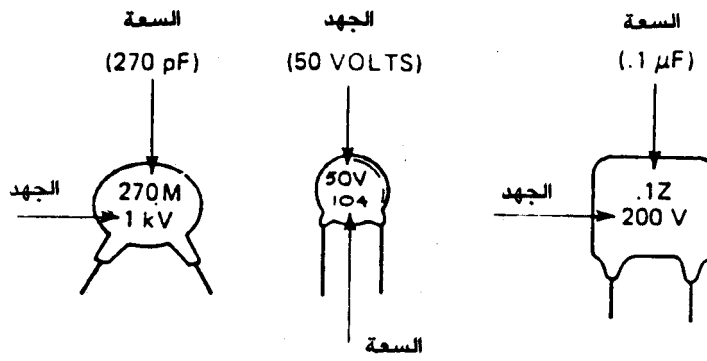 السعة
(270 pF)
الجهد
270 M
1 kV
الجهد
(50 VOLTS)
50V
104
السعة
السعة
(.1 µF)
الجهد
.1Z
200 V